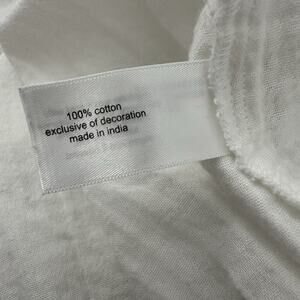 100% cotton
exclusive of decoration
made in india